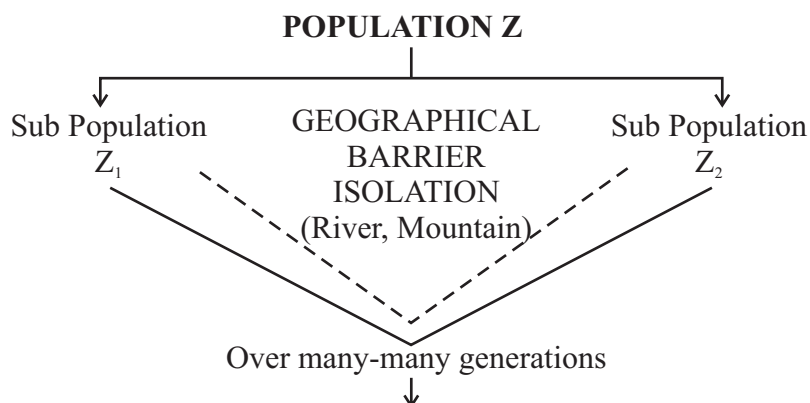 POPULATION Z
Sub Population
Z₁
GEOGRAPHICAL
BARRIER
ISOLATION
(River, Mountain)
Sub Population
Z₂
Over many-many generations